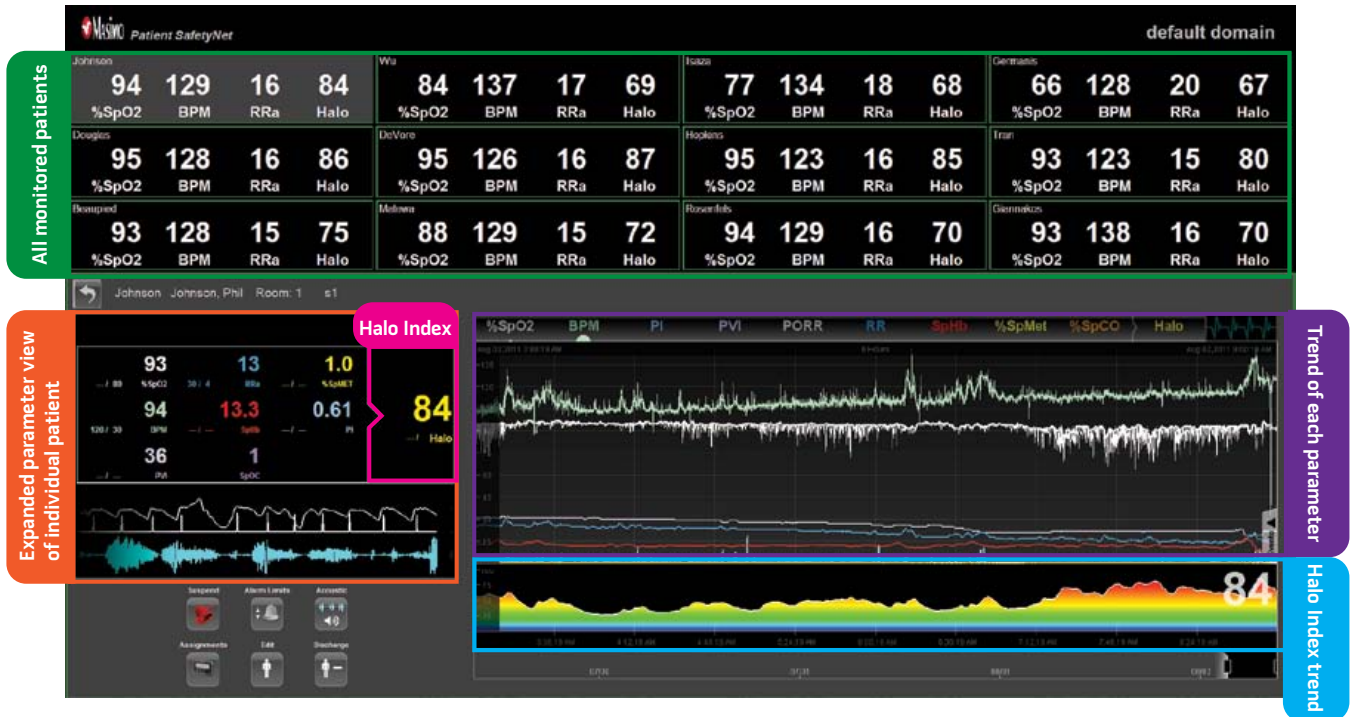 Masimo Patient SafetyNet
default domain
All monitored patients
Johnson Wu Isaza Germanis
94 129 16 84 84 137 17 69 77 134 18 68 66 128 20 67
%SpO2 BPM RRa Halo %SpO2 BPM RRa Halo %SpO2 BPM RRa Halo %SpO2 BPM RRa Halo
Douglas DeVore Hopkins Tran
95 128 16 86 95 126 16 87 95 123 16 85 93 123 15 80
%SpO2 BPM RRa Halo %SpO2 BPM RRa Halo %SpO2 BPM RRa Halo %SpO2 BPM RRa Halo
Beaupied Rosenfels Giannakos
93 128 15 75 88 129 15 72 94 129 16 70 93 138 16 70
%SpO2 BPM RRa Halo %SpO2 BPM RRa Halo %SpO2 BPM RRa Halo %SpO2 BPM RRa Halo
Johnson Johnson, Phil Room: 1 s1
Expanded parameter view
of individual patient
Halo Index
93 13 1.0
%SpO2 RRa %SpMET
94 13.3 0.61
120 / 30 BPM SpHb PI
36 1
PVI SpOC
84
Halo
%SpO2 BPM PI PVI PORR RR SpHb %SpMet %SpCO Halo
Trend of each parameter
84
Halo Index trend
Suspend Alarm Limits Acoustic
Assignments Edit Discharge